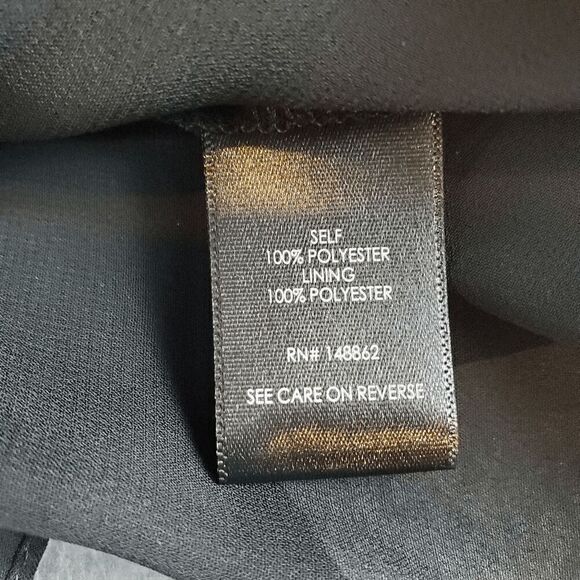 SELF
100% POLYESTER
LINING
100% POLYESTER
RN# 148862
SEE CARE ON REVERSE